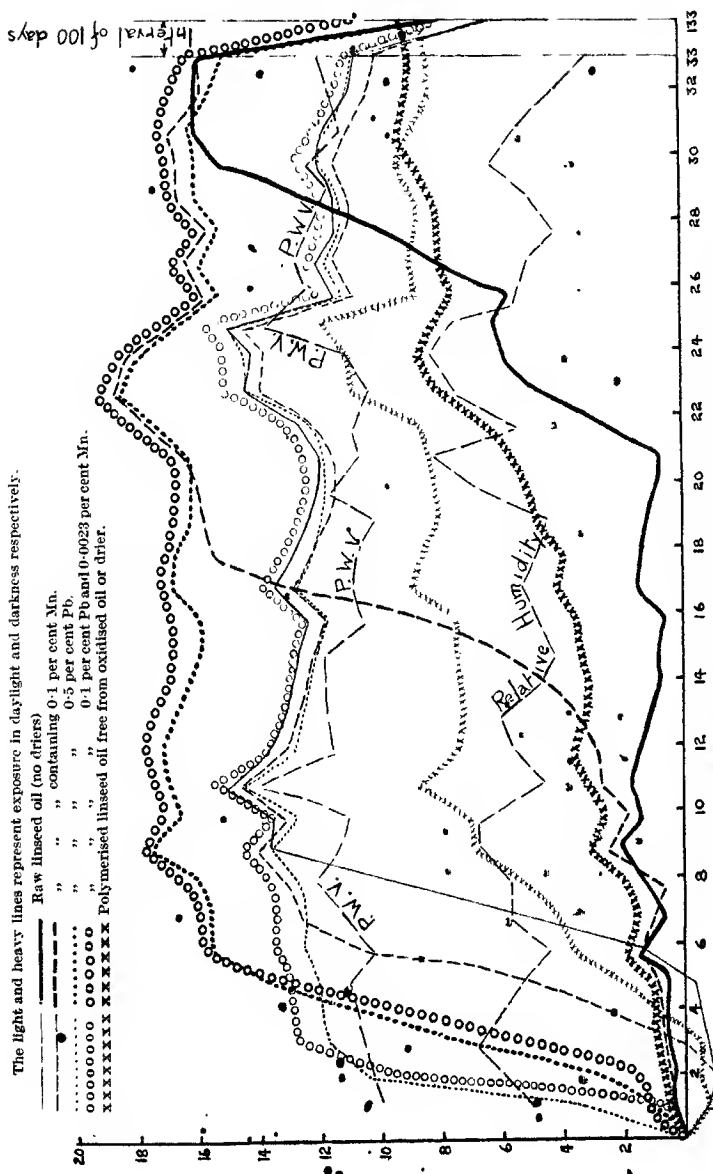 The light and heavy lines represent exposure in daylight and darkness respectively.
Raw linseed oil (no driers)
" " " containing 0·1 per cent Mn.
" " " " 0·5 per cent Pb.
" " " " 0·1 per cent Pb and 0·0023 per cent Mn.
Polymerised linseed oil free from oxidised oil or drier.
Interval of 100 days
20
18
16
14
12
10
8
6
4
2
P.W.V.
P.W.V
P.W.V.
P.W.V
Relative Humidity
2
4
6
8
10
12
14
16
18
20
22
24
26
28
30
32
33
133